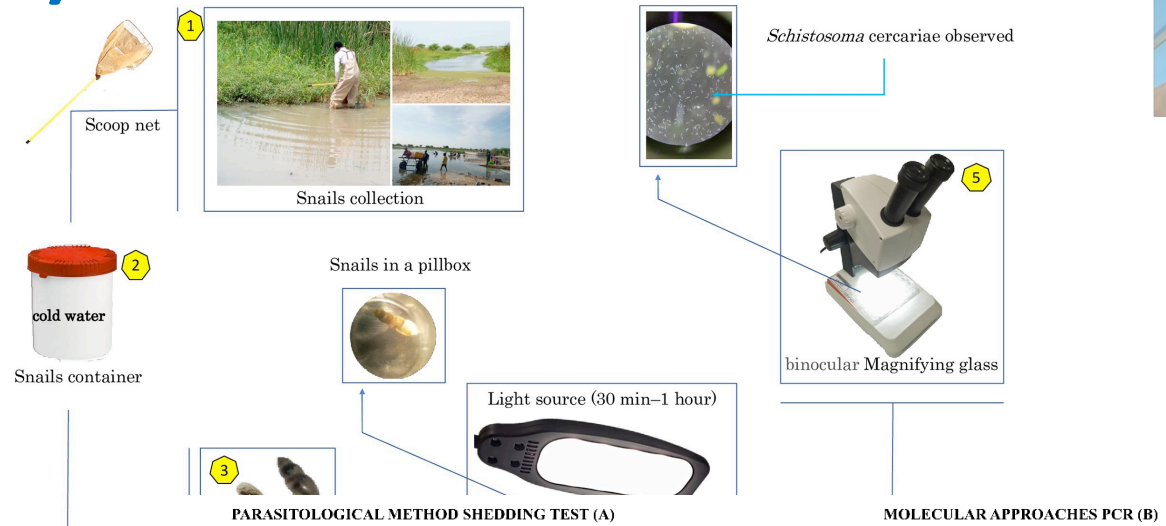 1
Schistosoma cercariae observed
Scoop net
5
Snails collection
2
Snails in a pillbox
cold water
binocular Magnifying glass
Snails container
Light source (30 min–1 hour)
3
PARASITOLOGICAL METHOD SHEDDING TEST (A)
MOLECULAR APPROACHES PCR (B)